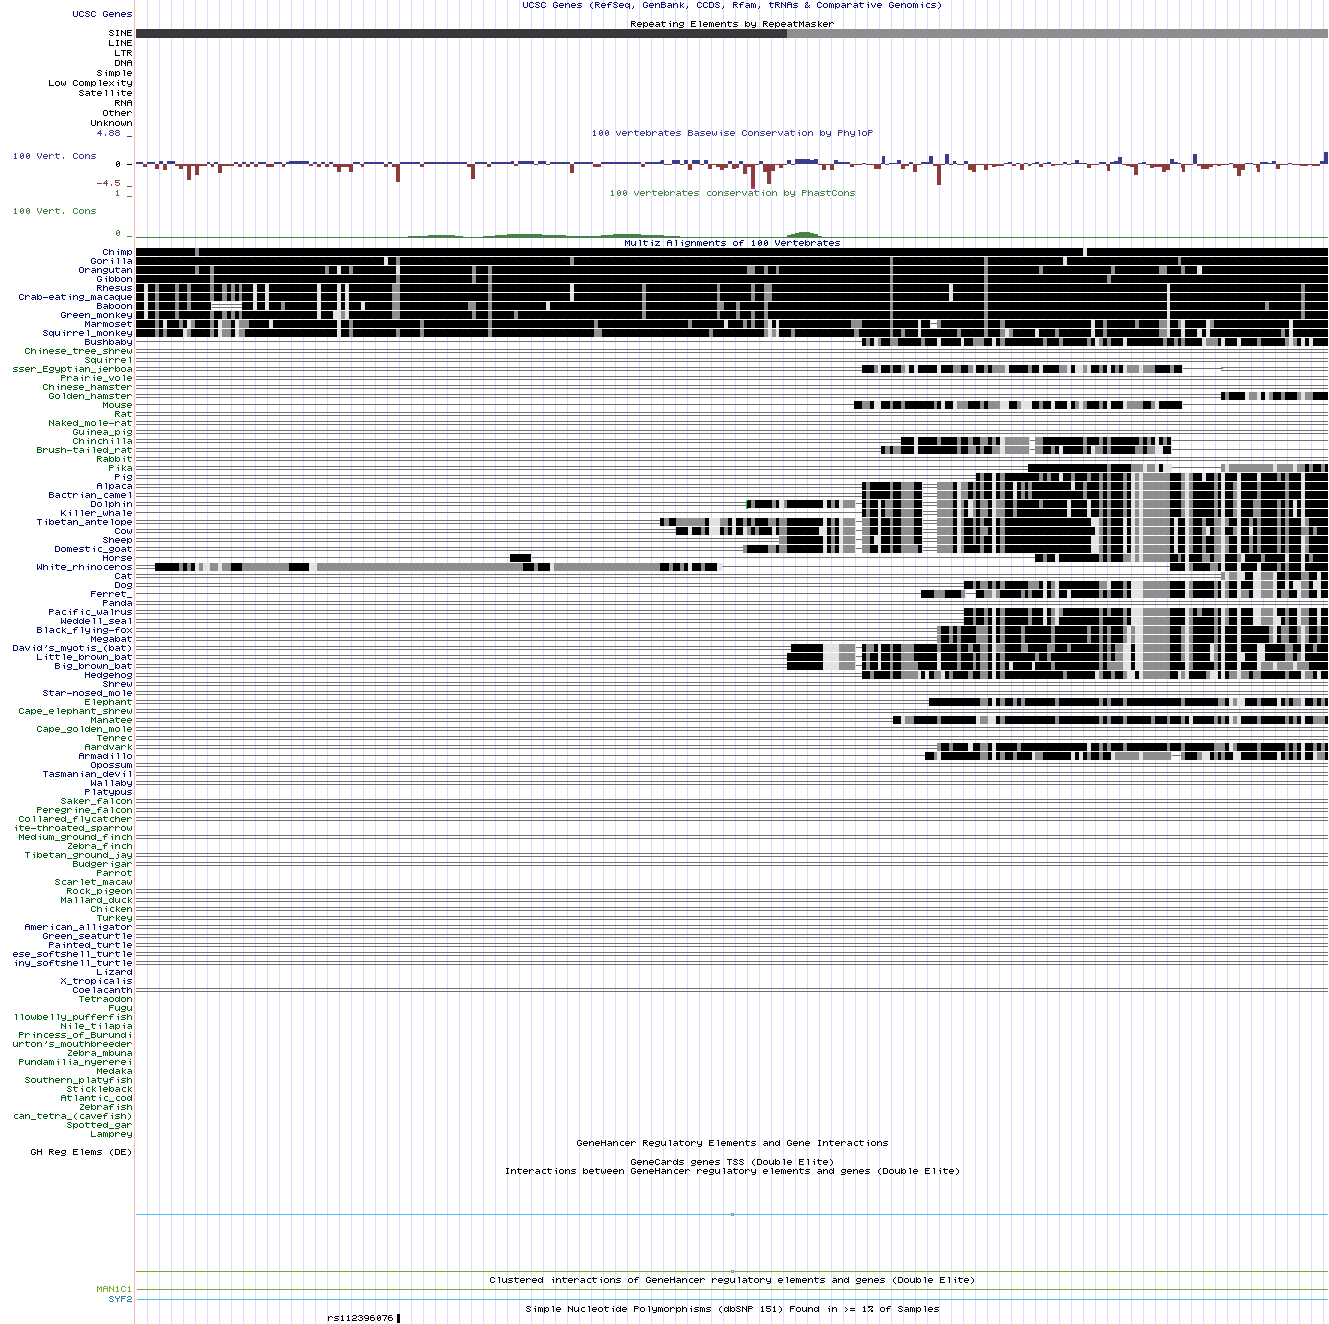 UCSC Genes (RefSeq, GenBank, CCDS, Rfam, tRNAs & Comparative Genomics)
UCSC Genes
Repeating Elements by RepeatMasker
SINE
LINE
LTR
DNA
Simple
Low Complexity
Satellite
RNA
Other
Unknown
4.88 _
100 vertebrates Basewise Conservation by PhyloP
100 Vert. Cons
0 -
-4.5 _
100 vertebrates conservation by PhastCons
1 _
100 Vert. Cons
0 _
Multiz Alignments of 100 Vertebrates
Chimp
Gorilla
Orangutan
Gibbon
Rhesus
Crab-eating_macaque
Baboon
Green_monkey
Marmoset
Squirrel_monkey
Bushbaby
Chinese_tree_shrew
Squirrel
sser_Egyptian_jerboa
Prairie_vole
Chinese_hamster
Golden_hamster
Mouse
Rat
Naked_mole-rat
Guinea_pig
Chinchilla
Brush-tailed_rat
Rabbit
Pika
Pig
Alpaca
Bactrian_camel
Dolphin
Killer_whale
Tibetan_antelope
Cow
Sheep
Domestic_goat
Horse
White_rhinoceros
Cat
Dog
Ferret_
Panda
Pacific_walrus
Weddell_seal
Black_flying-fox
Megabat
David's_myotis_(bat)
Little_brown_bat
Big_brown_bat
Hedgehog
Shrew
Star-nosed_mole
Elephant
Cape_elephant_shrew
Manatee
Cape_golden_mole
Tenrec
Aardvark
Armadillo
Opossum
Tasmanian_devil
Wallaby
Platypus
Saker_falcon
Peregrine_falcon
Collared_flycatcher
ite-throated_sparrow
Medium_ground_finch
Zebra_finch
Tibetan_ground_jay
Budgerigar
Parrot
Scarlet_macaw
Rock_pigeon
Mallard_duck
Chicken
Turkey
American_alligator
Green_seaturtle
Painted_turtle
ese_softshell_turtle
iny_softshell_turtle
Lizard
X_tropicalis
Coelacanth
Tetraodon
Fugu
llowbelly_pufferfish
Nile_tilapia
Princess_of_Burundi
urton's_mouthbreeder
Zebra_mbuna
Pundamilia_nyererei
Medaka
Southern_platyfish
Stickleback
Atlantic_cod
Zebrafish
can_tetra_(cavefish)
Spotted_gar
Lamprey
GeneHancer Regulatory Elements and Gene Interactions
GH Reg Elems (DE)
GeneCards genes TSS (Double Elite)
Interactions between GeneHancer regulatory elements and genes (Double Elite)
Clustered interactions of GeneHancer regulatory elements and genes (Double Elite)
MAN1C1
SYF2
Simple Nucleotide Polymorphisms (dbSNP 151) Found in >= 1% of Samples
rs112396076